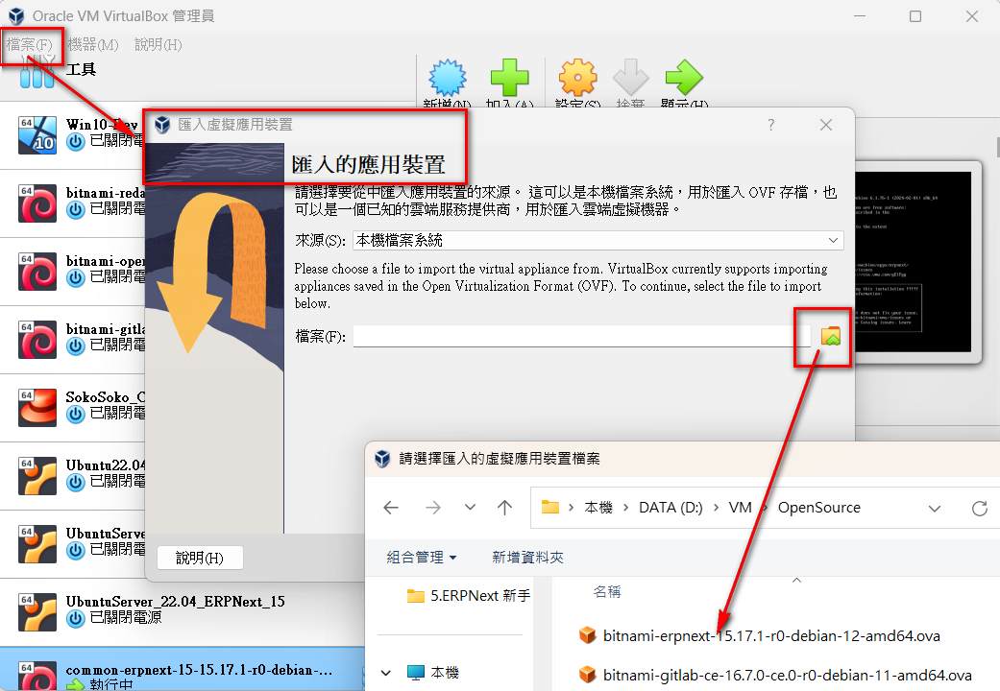 Oracle VM VirtualBox 管理員
檔案(F) 機器(M) 說明(H)
工具
新增(N) 加入(A) 設定(S) 捨棄 顯示(H)
64
Win10-Dev
已關閉電
64
bitnami-reda
已關閉電
64
bitnami-open
已關閉電
64
bitnami-gitla
已關閉電
64
SokoSoko_C
已關閉電
64
Ubuntu22.04
已關閉電
64
UbuntuServe
已關閉電
64
UbuntuServer_22.04_ERPNext_15
已關閉電源
64
common-erpnext-15-15.17.1-r0-debian-...
執行中
匯入虛擬應用裝置
匯入的應用裝置
請選擇要從中匯入應用裝置的來源。 這可以是本機檔案系統，用於匯入 OVF 存檔，也
可以是一個已知的雲端服務提供商，用於匯入雲端虛擬機器。
來源(S): 本機檔案系統
Please choose a file to import the virtual appliance from. VirtualBox currently supports importing
appliances saved in the Open Virtualization Format (OVF). To continue, select the file to import
below.
檔案(F):
說明(H)
請選擇匯入的虛擬應用裝置檔案
本機 > DATA (D:) > VM > OpenSource
組合管理 新增資料夾
5.ERPNext 新手
本機
名稱
bitnami-erpnext-15.17.1-r0-debian-12-amd64.ova
bitnami-gitlab-ce-16.7.0-ce.0-r0-debian-11-amd64.ova